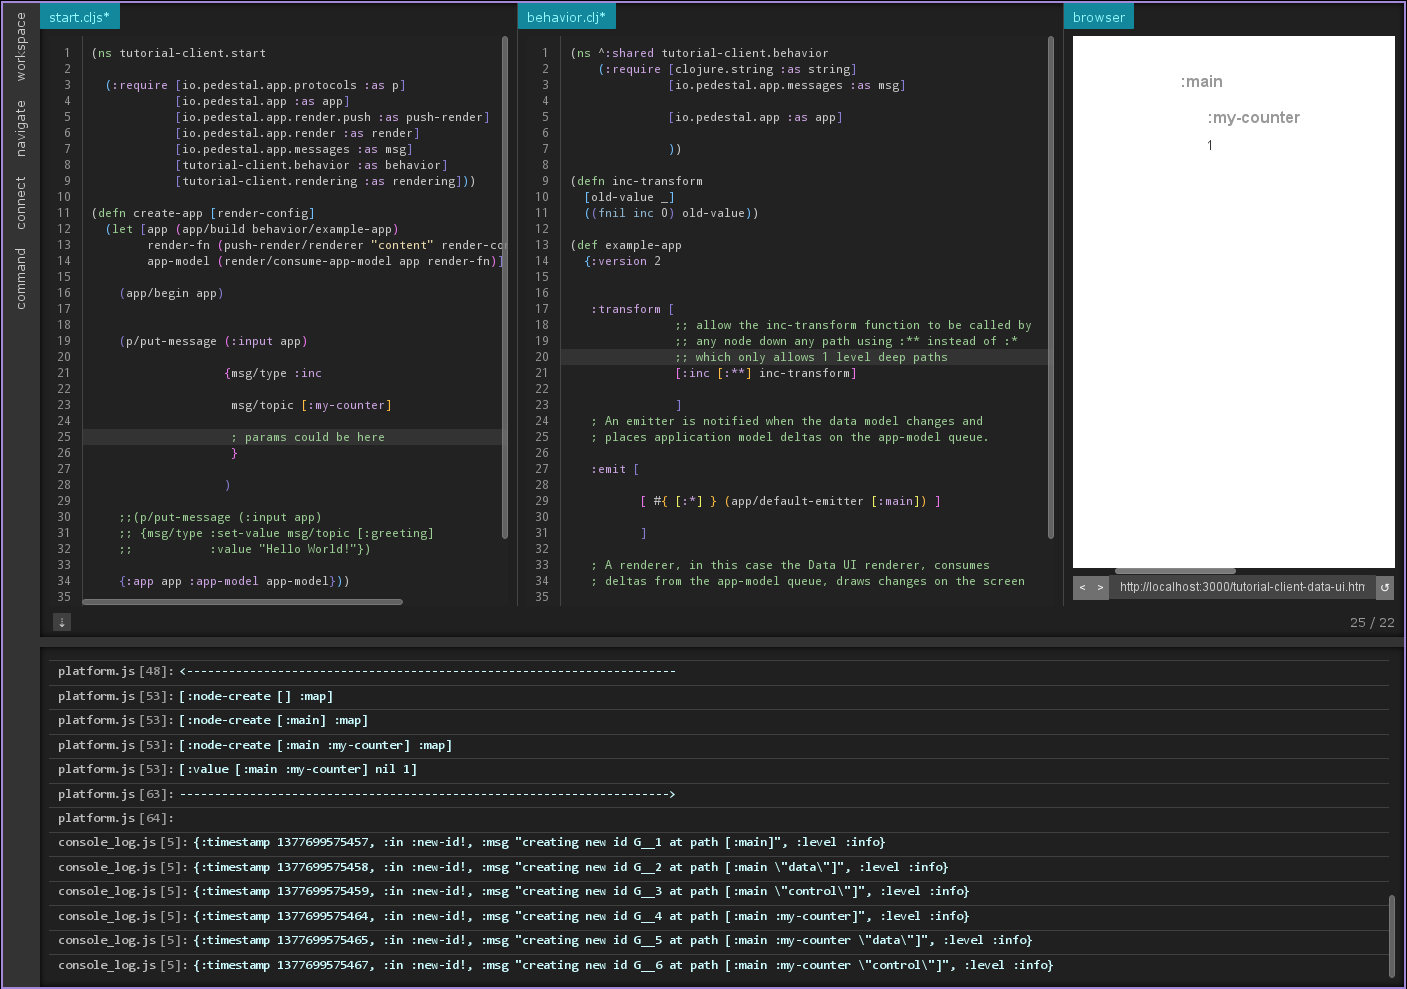 workspace
navigate
connect
command
start.cljs*
1 (ns tutorial-client.start
2
3 (:require [io.pedestal.app.protocols :as p]
4 [io.pedestal.app :as app]
5 [io.pedestal.app.render.push :as push-render]
6 [io.pedestal.app.render :as render]
7 [io.pedestal.app.messages :as msg]
8 [tutorial-client.behavior :as behavior]
9 [tutorial-client.rendering :as rendering]))
10
11 (defn create-app [render-config]
12 (let [app (app/build behavior/example-app)
13 render-fn (push-render/renderer "content" render-co
14 app-model (render/consume-app-model app render-fn)]
15
16 (app/begin app)
17
18
19 (p/put-message (:input app)
20
21 {msg/type :inc
22
23 msg/topic [:my-counter]
24
25 ; params could be here
26 }
27
28 )
29
30 ;;(p/put-message (:input app)
31 ;; {msg/type :set-value msg/topic [:greeting]
32 ;; :value "Hello World!"})
33
34 {:app app :app-model app-model}))
35
behavior.clj*
1 (ns ^:shared tutorial-client.behavior
2 (:require [clojure.string :as string]
3 [io.pedestal.app.messages :as msg]
4
5 [io.pedestal.app :as app]
6
7 ))
8
9 (defn inc-transform
10 [old-value _]
11 ((fnil inc 0) old-value))
12
13 (def example-app
14 {:version 2
15
16
17 :transform [
18 ;; allow the inc-transform function to be called by
19 ;; any node down any path using :** instead of :*
20 ;; which only allows 1 level deep paths
21 [:inc [:**] inc-transform]
22
23 ]
24 ; An emitter is notified when the data model changes and
25 ; places application model deltas on the app-model queue.
26
27 :emit [
28
29 [ #{ [:*] } (app/default-emitter [:main]) ]
30
31 ]
32
33 ; A renderer, in this case the Data UI renderer, consumes
34 ; deltas from the app-model queue, draws changes on the screen
35
browser
:main
:my-counter
1
< > http://localhost:3000/tutorial-client-data-ui.htm ↺
↓
25 / 22
platform.js [48]: <----------------------------------------------------------------------
platform.js [53]: [:node-create [] :map]
platform.js [53]: [:node-create [:main] :map]
platform.js [53]: [:node-create [:main :my-counter] :map]
platform.js [53]: [:value [:main :my-counter] nil 1]
platform.js [63]: ---------------------------------------------------------------------->
platform.js [64]:
console_log.js [5]: {:timestamp 1377699575457, :in :new-id!, :msg "creating new id G__1 at path [:main]", :level :info}
console_log.js [5]: {:timestamp 1377699575458, :in :new-id!, :msg "creating new id G__2 at path [:main \"data\"]", :level :info}
console_log.js [5]: {:timestamp 1377699575459, :in :new-id!, :msg "creating new id G__3 at path [:main \"control\"]", :level :info}
console_log.js [5]: {:timestamp 1377699575464, :in :new-id!, :msg "creating new id G__4 at path [:main :my-counter]", :level :info}
console_log.js [5]: {:timestamp 1377699575465, :in :new-id!, :msg "creating new id G__5 at path [:main :my-counter \"data\"]", :level :info}
console_log.js [5]: {:timestamp 1377699575467, :in :new-id!, :msg "creating new id G__6 at path [:main :my-counter \"control\"]", :level :info}